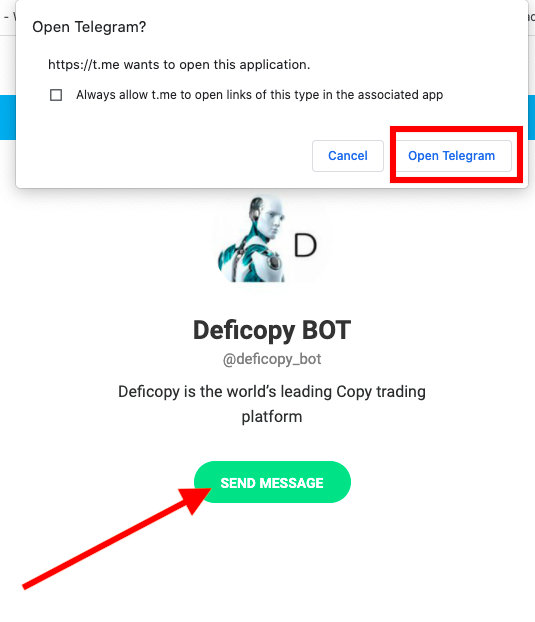 Open Telegram?
https://t.me wants to open this application.
Always allow t.me to open links of this type in the associated app
Cancel
Open Telegram
D
Deficopy BOT
@deficopy_bot
Deficopy is the world’s leading Copy trading
platform
SEND MESSAGE